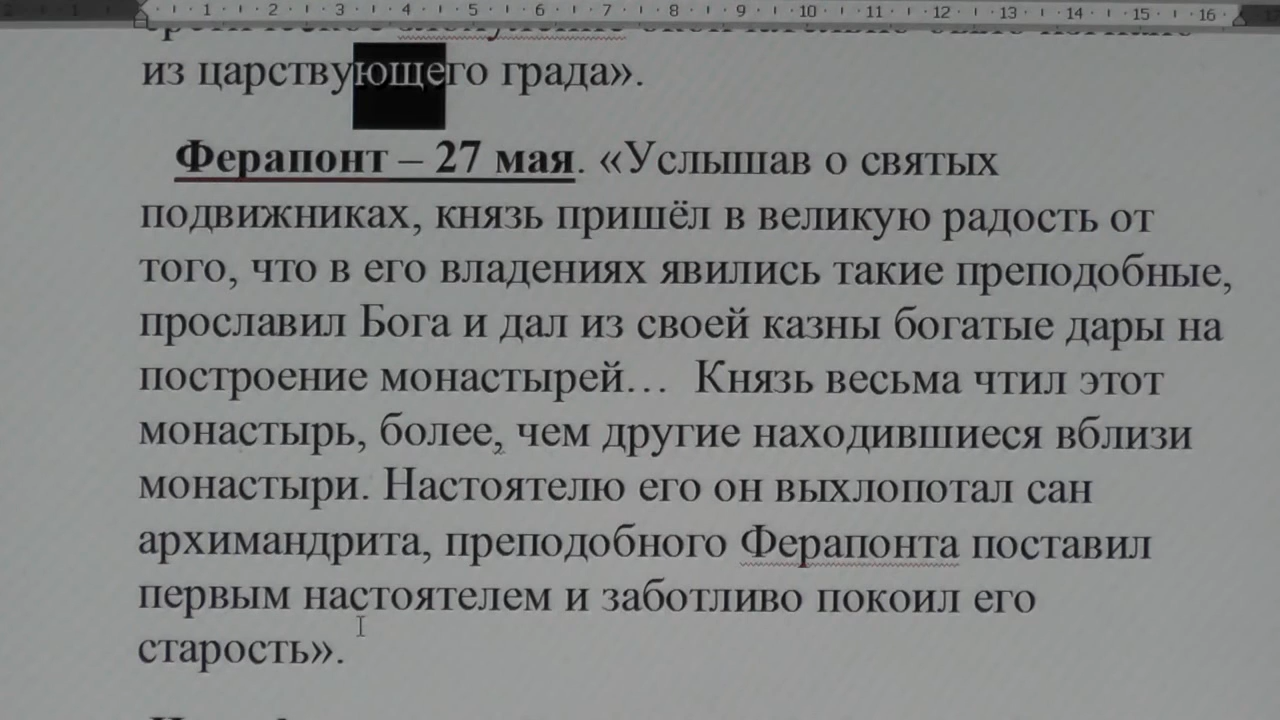 из царствующего града».
Ферапонт – 27 мая. «Услышав о святых
подвижниках, князь пришёл в великую радость от
того, что в его владениях явились такие преподобные,
прославил Бога и дал из своей казны богатые дары на
построение монастырей… Князь весьма чтил этот
монастырь, более, чем другие находившиеся вблизи
монастыри. Настоятелю его он выхлопотал сан
архимандрита, преподобного Ферапонта поставил
первым настоятелем и заботливо покоил его
старость».